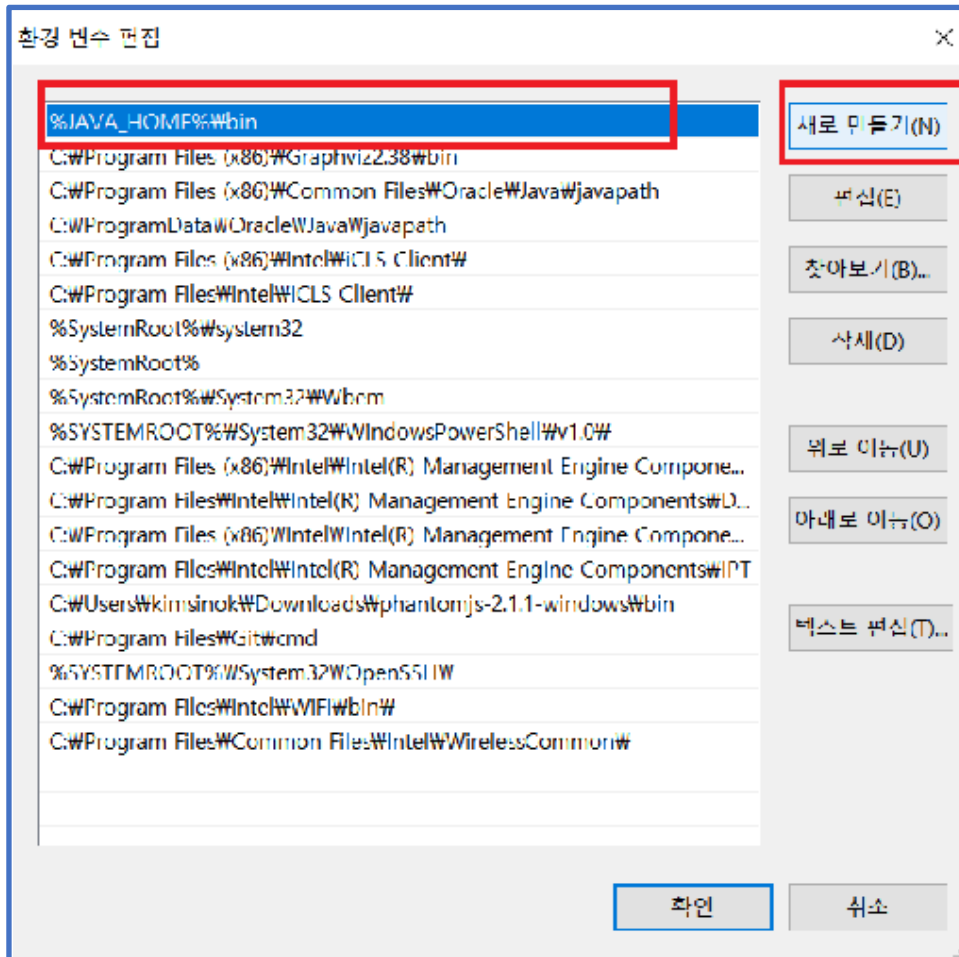 환경 변수 편집
%JAVA_HOME%₩bin
새로 만들기(N)
C:₩Program Files (x86)₩Graphviz2.38₩bin
C:₩Program Files (x86)₩Common Files₩Oracle₩Java₩javapath
편집(E)
C:₩ProgramData₩Oracle₩Java₩javapath
C:₩Program Files (x86)₩Intel₩iCLS Client₩
찾아보기(B)...
C:₩Program Files₩Intel₩iCLS Client₩
%SystemRoot%₩system32
삭제(D)
%SystemRoot%
%SystemRoot%₩System32₩Wbem
%SYSTEMROOT%₩System32₩WindowsPowerShell₩v1.0₩
위로 이동(U)
C:₩Program Files (x86)₩Intel₩Intel(R) Management Engine Compone...
C:₩Program Files₩Intel₩Intel(R) Management Engine Components₩D...
아래로 이동(O)
C:₩Program Files (x86)₩Intel₩Intel(R) Management Engine Compone...
C:₩Program Files₩Intel₩Intel(R) Management Engine Components₩IPT
C:₩Users₩kimsinok₩Downloads₩phantomjs-2.1.1-windows₩bin
텍스트 편집(T)...
C:₩Program Files₩Git₩cmd
%SYSTEMROOT%₩System32₩OpenSSH₩
C:₩Program Files₩Intel₩WiFi₩bin₩
C:₩Program Files₩Common Files₩Intel₩WirelessCommon₩
확인
취소